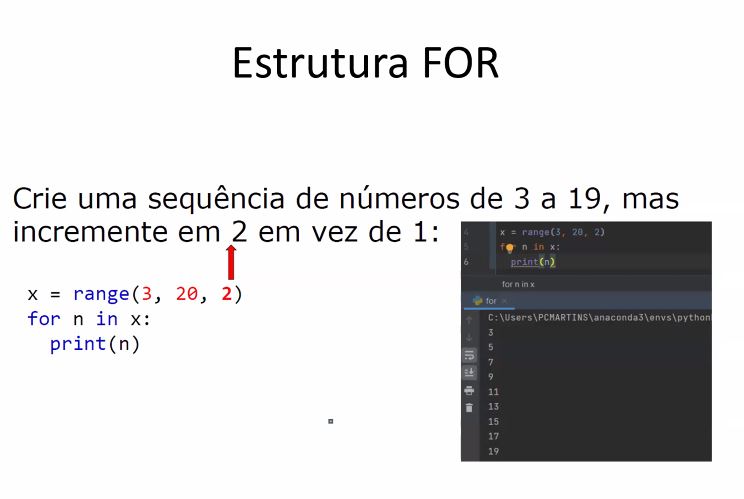 Estrutura FOR
Crie uma sequência de números de 3 a 19, mas
incremente em 2 em vez de 1:
x = range(3, 20, 2)
for n in x:
  print(n)
4 x = range(3, 20, 2)
5 for n in x:
6   print(n)
for n in x
for ×
C:\Users\PCMARTINS\anaconda3\envs\python
3
5
7
9
11
13
15
17
19